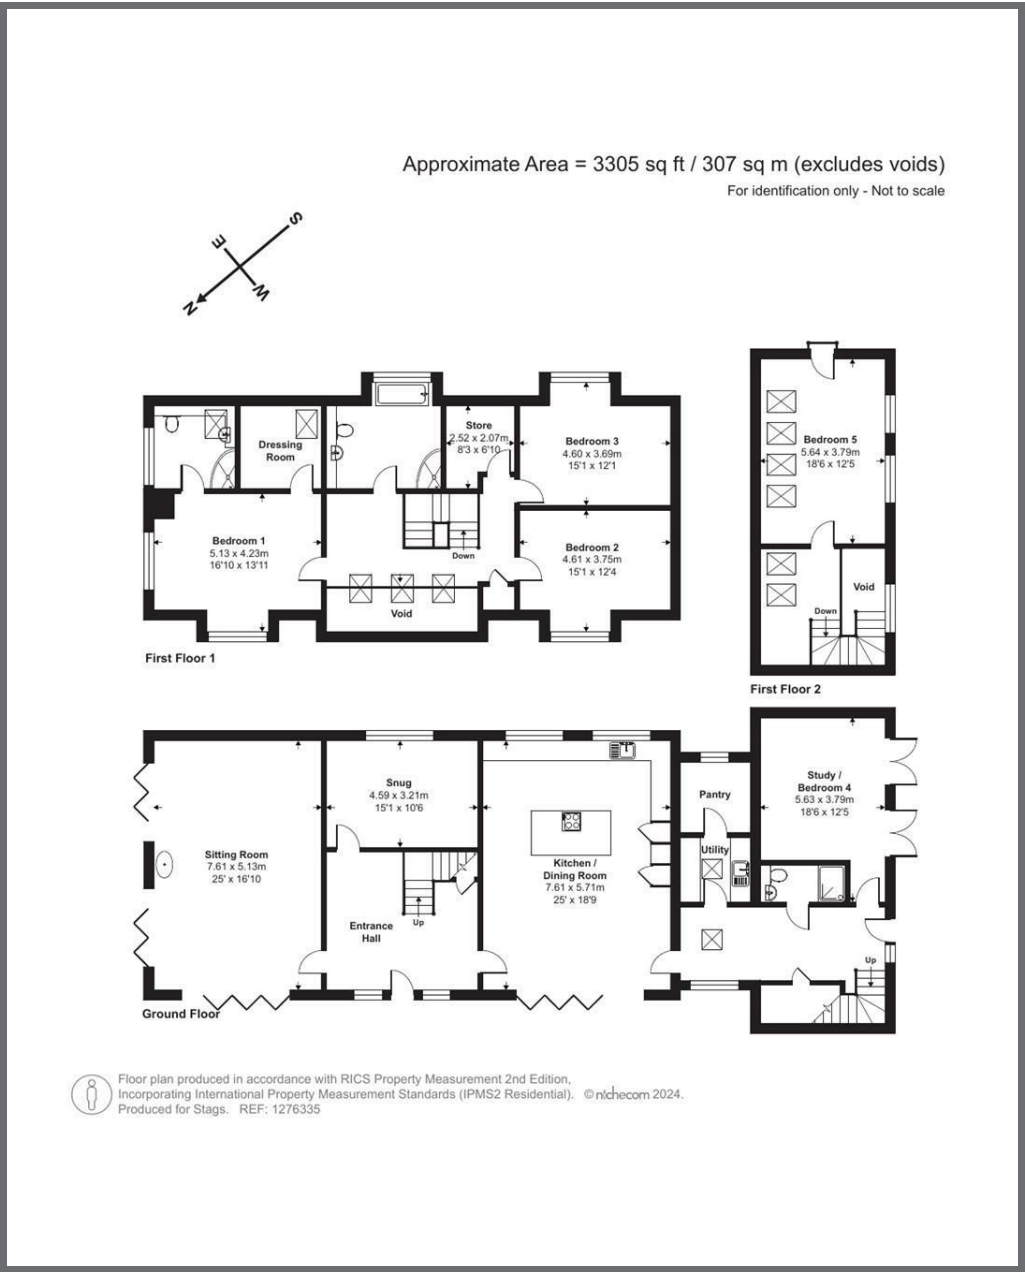 Approximate Area = 3305 sq ft / 307 sq m (excludes voids)
For identification only - Not to scale
S
E
W
N
Dressing
Room
Store
2.52 x 2.07m
8'3 x 6'10
Bedroom 3
4.60 x 3.69m
15'1 x 12'1
Bedroom 1
5.13 x 4.23m
16'10 x 13'11
Down
Bedroom 2
4.61 x 3.75m
15'1 x 12'4
Void
First Floor 1
Bedroom 5
5.64 x 3.79m
18'6 x 12'5
Void
Down
First Floor 2
Snug
4.59 x 3.21m
15'1 x 10'6
Sitting Room
7.61 x 5.13m
25' x 16'10
Entrance
Hall
Up
Kitchen /
Dining Room
7.61 x 5.71m
25' x 18'9
Pantry
Utility
Study /
Bedroom 4
5.63 x 3.79m
18'6 x 12'5
Up
Ground Floor
Floor plan produced in accordance with RICS Property Measurement 2nd Edition,
Incorporating International Property Measurement Standards (IPMS2 Residential). © nichecom 2024.
Produced for Stags. REF: 1276335